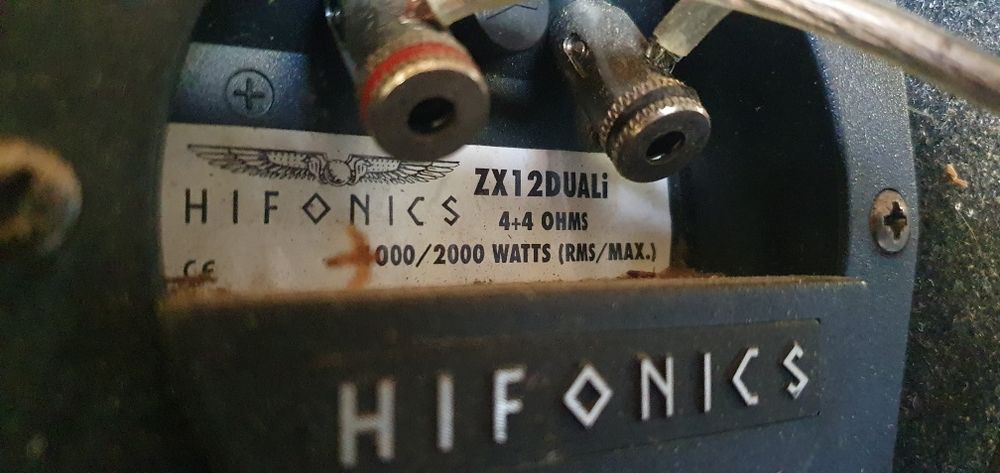 HIFONICS
ZX12DUALi
4+4 OHMS
000/2000 WATTS (RMS/MAX.)
CE
HIFONICS